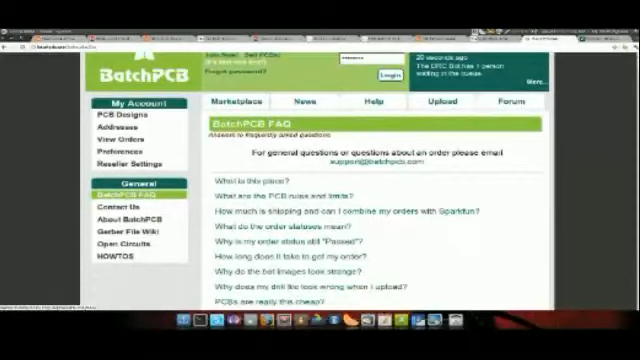 Forgot password?
Login
20 seconds ago
The DRC Bot has 1 person
waiting in the queue.
More...
BatchPCB
Marketplace News Help Upload Forum
My Account
PCB Designs
Addresses
View Orders
Preferences
Reseller Settings
General
BatchPCB FAQ
Contact Us
About BatchPCB
Gerber File Wiki
Open Circuits
HOWTOS
BatchPCB FAQ
Answers to frequently asked questions
For general questions or questions about an order please email
support@batchpcb.com
What is this place?
What are the PCB rules and limits?
How much is shipping and can I combine my orders with Sparkfun?
What do the order statuses mean?
Why is my order status still "Passed"?
How long does it take to get my order?
Why do the bot images look strange?
Why does my drill file look wrong when I upload?
PCBs are really this cheap?